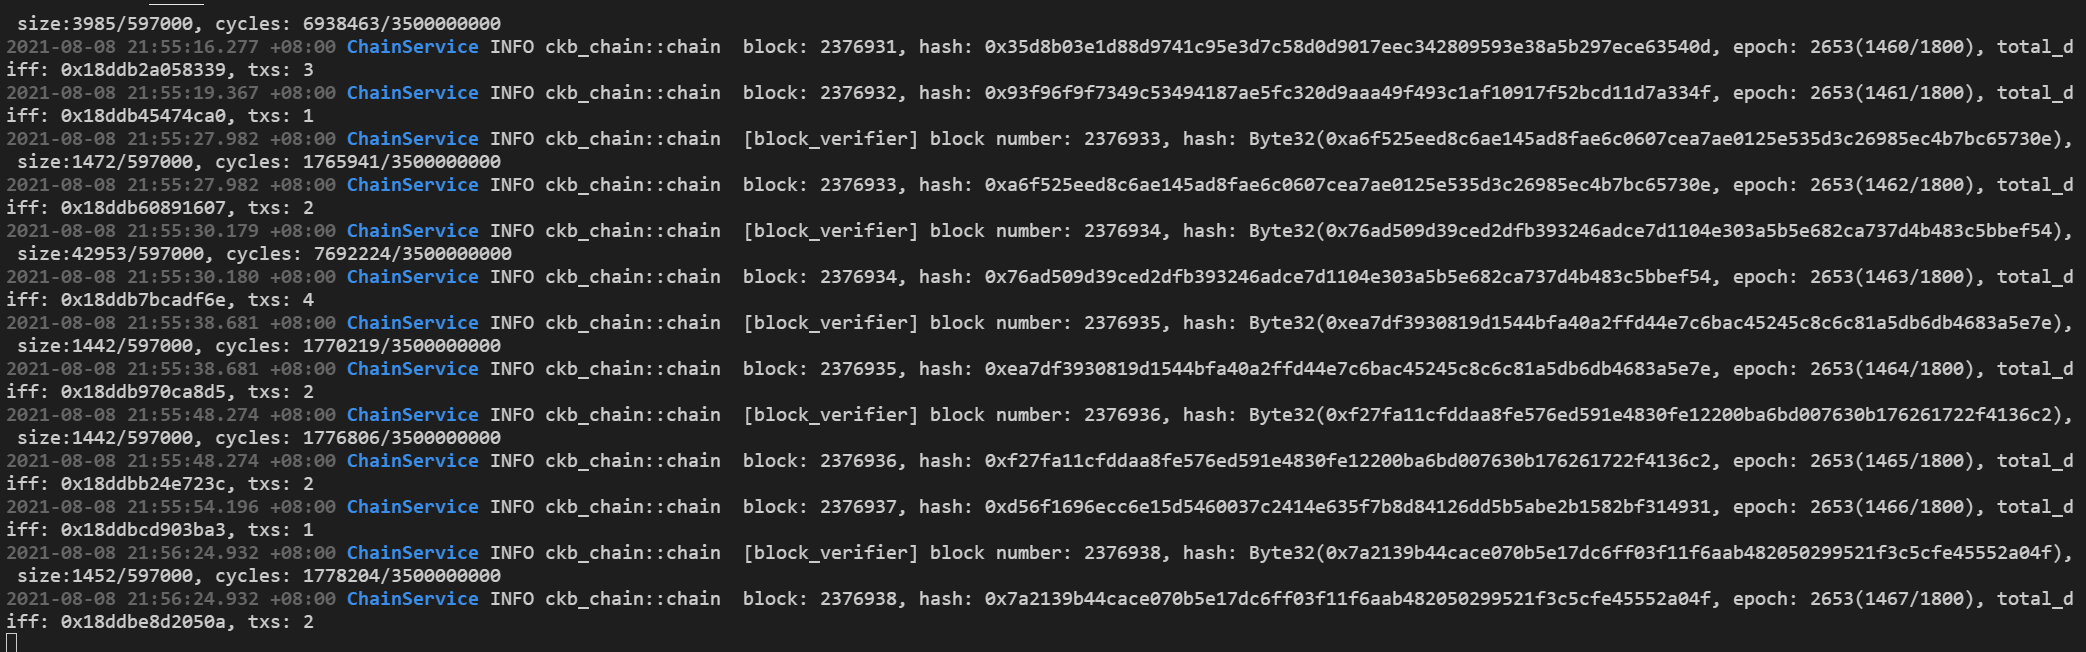 size:3985/597000, cycles: 6938463/3500000000
2021-08-08 21:55:16.277 +08:00 ChainService INFO ckb_chain::chain  block: 2376931, hash: 0x35d8b03e1d88d9741c95e3d7c58d0d9017eec342809593e38a5b297ece63540d, epoch: 2653(1460/1800), total_d
iff: 0x18ddb2a058339, txs: 3
2021-08-08 21:55:19.367 +08:00 ChainService INFO ckb_chain::chain  block: 2376932, hash: 0x93f96f9f7349c53494187ae5fc320d9aaa49f493c1af10917f52bcd11d7a334f, epoch: 2653(1461/1800), total_d
iff: 0x18ddb45474ca0, txs: 1
2021-08-08 21:55:27.982 +08:00 ChainService INFO ckb_chain::chain  [block_verifier] block number: 2376933, hash: Byte32(0xa6f525eed8c6ae145ad8fae6c0607cea7ae0125e535d3c26985ec4b7bc65730e),
 size:1472/597000, cycles: 1765941/3500000000
2021-08-08 21:55:27.982 +08:00 ChainService INFO ckb_chain::chain  block: 2376933, hash: 0xa6f525eed8c6ae145ad8fae6c0607cea7ae0125e535d3c26985ec4b7bc65730e, epoch: 2653(1462/1800), total_d
iff: 0x18ddb60891607, txs: 2
2021-08-08 21:55:30.179 +08:00 ChainService INFO ckb_chain::chain  [block_verifier] block number: 2376934, hash: Byte32(0x76ad509d39ced2dfb393246adce7d1104e303a5b5e682ca737d4b483c5bbef54),
 size:42953/597000, cycles: 7692224/3500000000
2021-08-08 21:55:30.180 +08:00 ChainService INFO ckb_chain::chain  block: 2376934, hash: 0x76ad509d39ced2dfb393246adce7d1104e303a5b5e682ca737d4b483c5bbef54, epoch: 2653(1463/1800), total_d
iff: 0x18ddb7bcadf6e, txs: 4
2021-08-08 21:55:38.681 +08:00 ChainService INFO ckb_chain::chain  [block_verifier] block number: 2376935, hash: Byte32(0xea7df3930819d1544bfa40a2ffd44e7c6bac45245c8c6c81a5db6db4683a5e7e),
 size:1442/597000, cycles: 1770219/3500000000
2021-08-08 21:55:38.681 +08:00 ChainService INFO ckb_chain::chain  block: 2376935, hash: 0xea7df3930819d1544bfa40a2ffd44e7c6bac45245c8c6c81a5db6db4683a5e7e, epoch: 2653(1464/1800), total_d
iff: 0x18ddb970ca8d5, txs: 2
2021-08-08 21:55:48.274 +08:00 ChainService INFO ckb_chain::chain  [block_verifier] block number: 2376936, hash: Byte32(0xf27fa11cfddaa8fe576ed591e4830fe12200ba6bd007630b176261722f4136c2),
 size:1442/597000, cycles: 1776806/3500000000
2021-08-08 21:55:48.274 +08:00 ChainService INFO ckb_chain::chain  block: 2376936, hash: 0xf27fa11cfddaa8fe576ed591e4830fe12200ba6bd007630b176261722f4136c2, epoch: 2653(1465/1800), total_d
iff: 0x18ddbb24e723c, txs: 2
2021-08-08 21:55:54.196 +08:00 ChainService INFO ckb_chain::chain  block: 2376937, hash: 0xd56f1696ecc6e15d5460037c2414e635f7b8d84126dd5b5abe2b1582bf314931, epoch: 2653(1466/1800), total_d
iff: 0x18ddbcd903ba3, txs: 1
2021-08-08 21:56:24.932 +08:00 ChainService INFO ckb_chain::chain  [block_verifier] block number: 2376938, hash: Byte32(0x7a2139b44cace070b5e17dc6ff03f11f6aab482050299521f3c5cfe45552a04f),
 size:1452/597000, cycles: 1778204/3500000000
2021-08-08 21:56:24.932 +08:00 ChainService INFO ckb_chain::chain  block: 2376938, hash: 0x7a2139b44cace070b5e17dc6ff03f11f6aab482050299521f3c5cfe45552a04f, epoch: 2653(1467/1800), total_d
iff: 0x18ddbe8d2050a, txs: 2